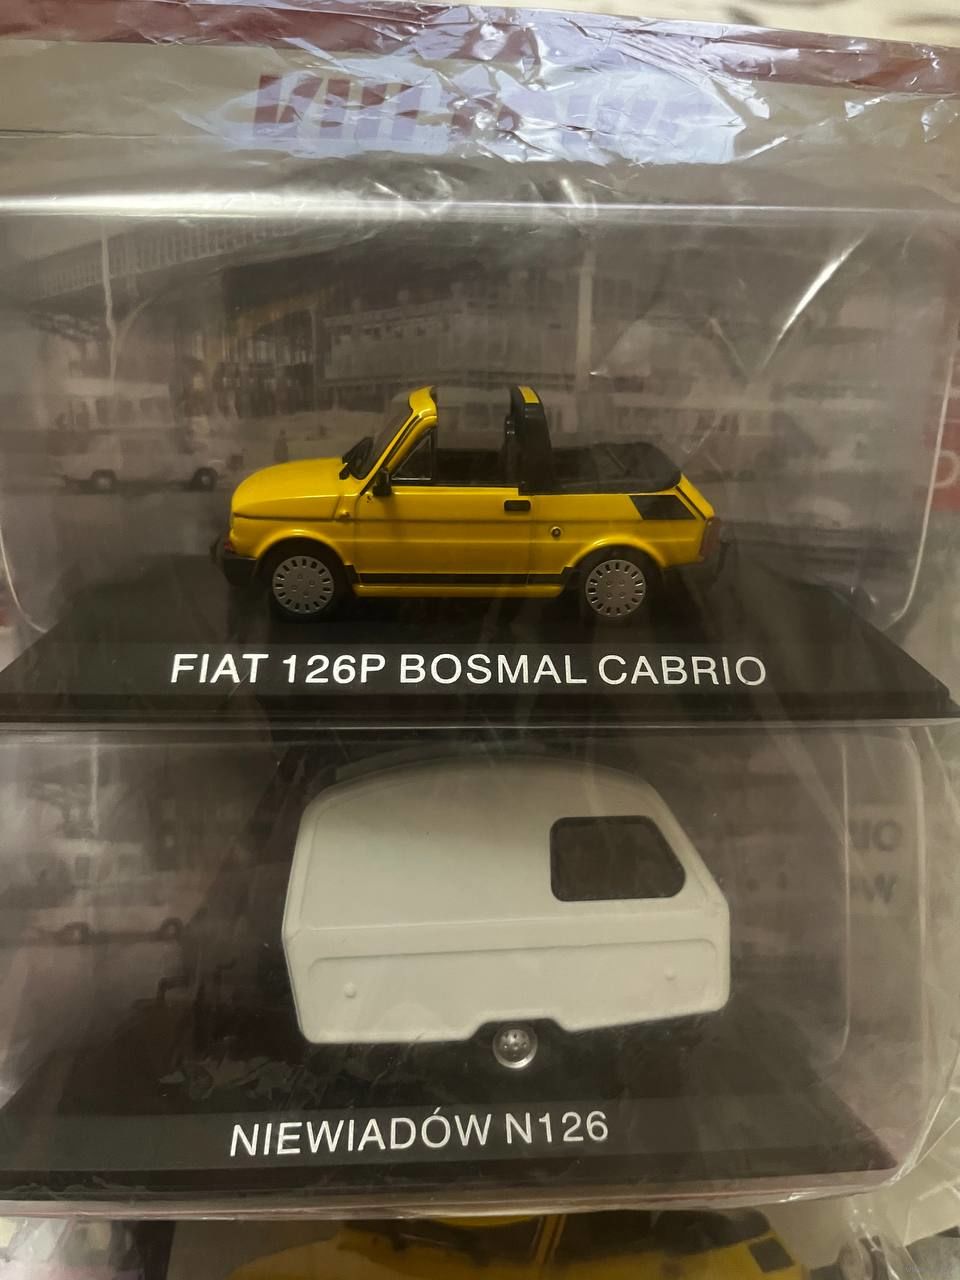 FIAT 126P BOSMAL CABRIO
NIEWIADÓW N126